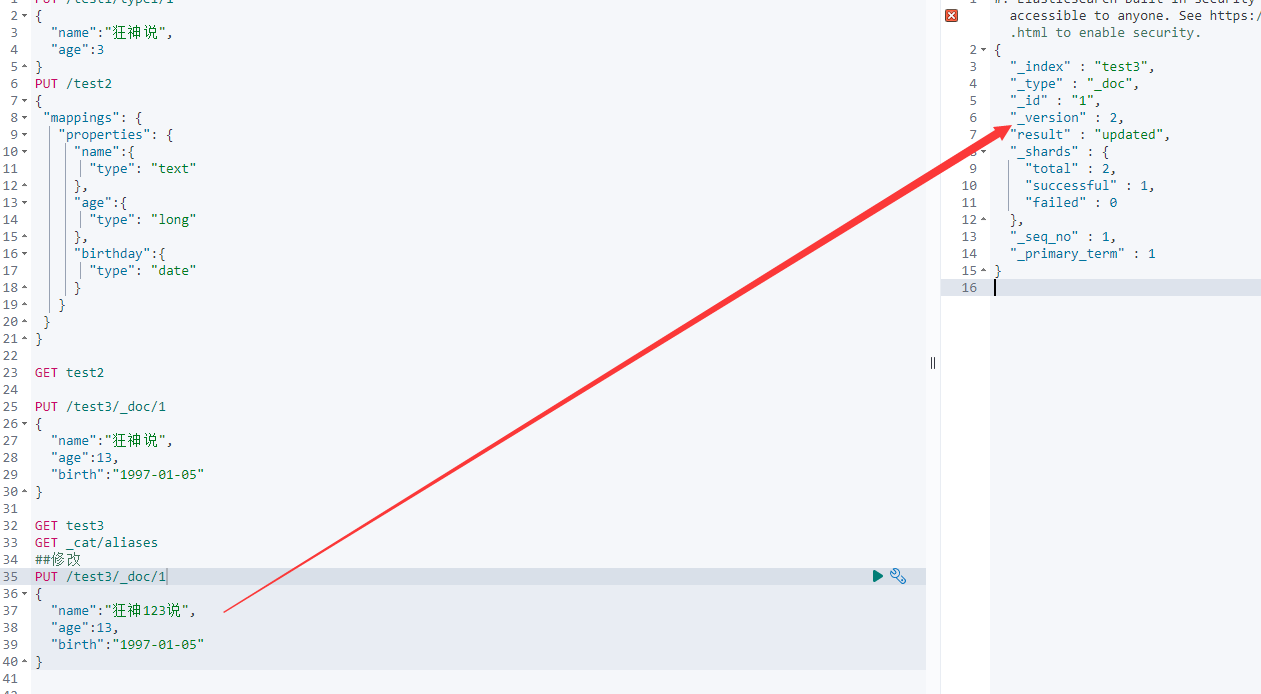 1 PUT /test1/type1/1
2 {
3 "name":"狂神说",
4 "age":3
5 }
6 PUT /test2
7 {
8 "mappings": {
9 "properties": {
10 "name":{
11 "type": "text"
12 },
13 "age":{
14 "type": "long"
15 },
16 "birthday":{
17 "type": "date"
18 }
19 }
20 }
21 }
22
23 GET test2
24
25 PUT /test3/_doc/1
26 {
27 "name":"狂神说",
28 "age":13,
29 "birth":"1997-01-05"
30 }
31
32 GET test3
33 GET _cat/aliases
34 ##修改
35 PUT /test3/_doc/1
36 {
37 "name":"狂神123说",
38 "age":13,
39 "birth":"1997-01-05"
40 }
41
1 #! Elasticsearch built-in security
accessible to anyone. See https:/
.html to enable security.
2 {
3 "_index" : "test3",
4 "_type" : "_doc",
5 "_id" : "1",
6 "_version" : 2,
7 "result" : "updated",
8 "_shards" : {
9 "total" : 2,
10 "successful" : 1,
11 "failed" : 0
12 },
13 "_seq_no" : 1,
14 "_primary_term" : 1
15 }
16